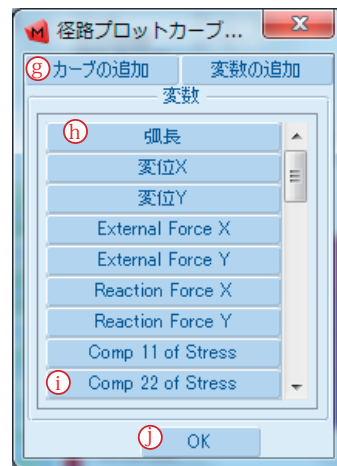 径路プロットカーブ...
ⓖ カーブの追加 変数の追加
変数
ⓗ 弧長
変位X
変位Y
External Force X
External Force Y
Reaction Force X
Reaction Force Y
Comp 11 of Stress
ⓘ Comp 22 of Stress
ⓙ OK